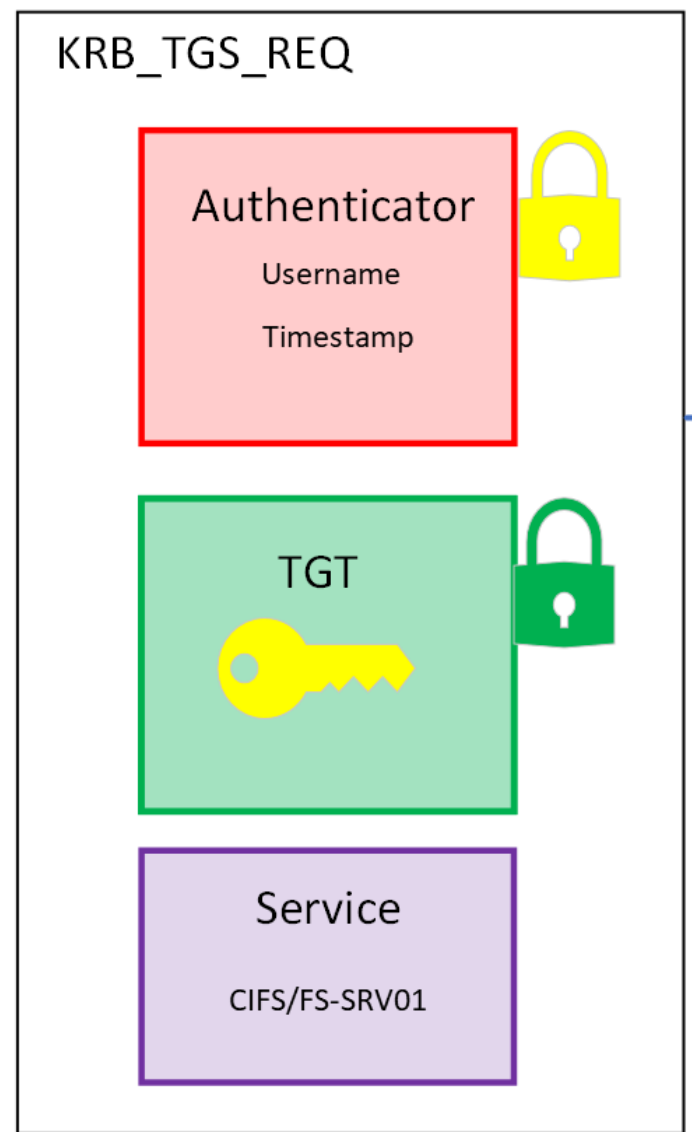 KRB_TGS_REQ
Authenticator
Username
Timestamp
TGT
Service
CIFS/FS-SRV01